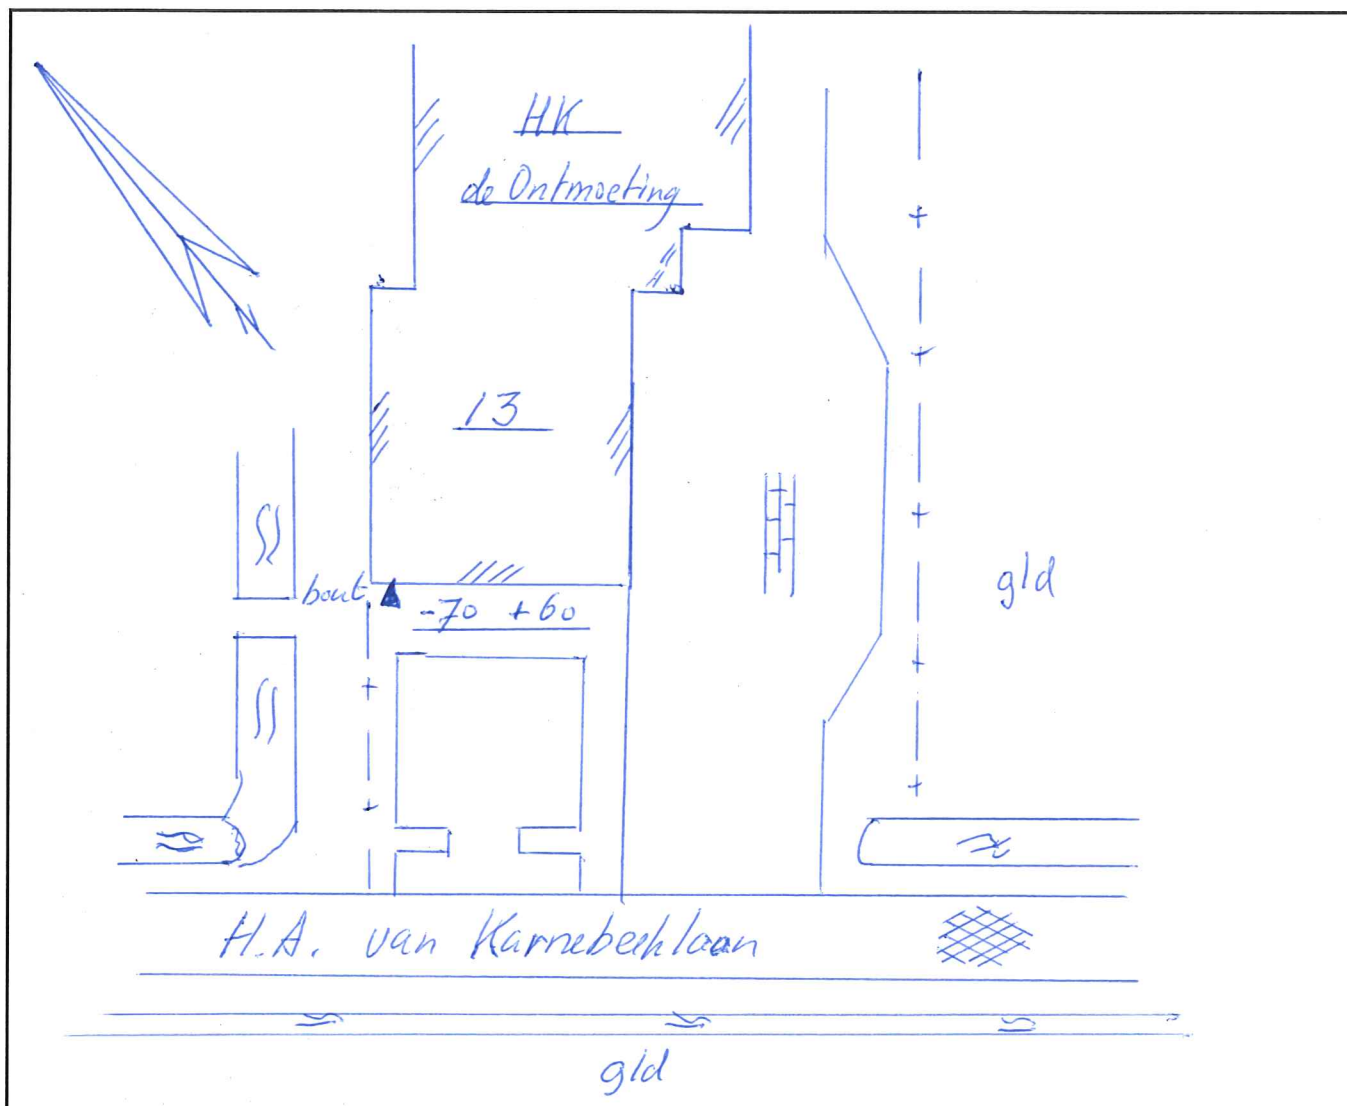 HK
de Ontmoeting
13
bout
-70 +60
gld
H.A. van Karnebeeklaan
gld